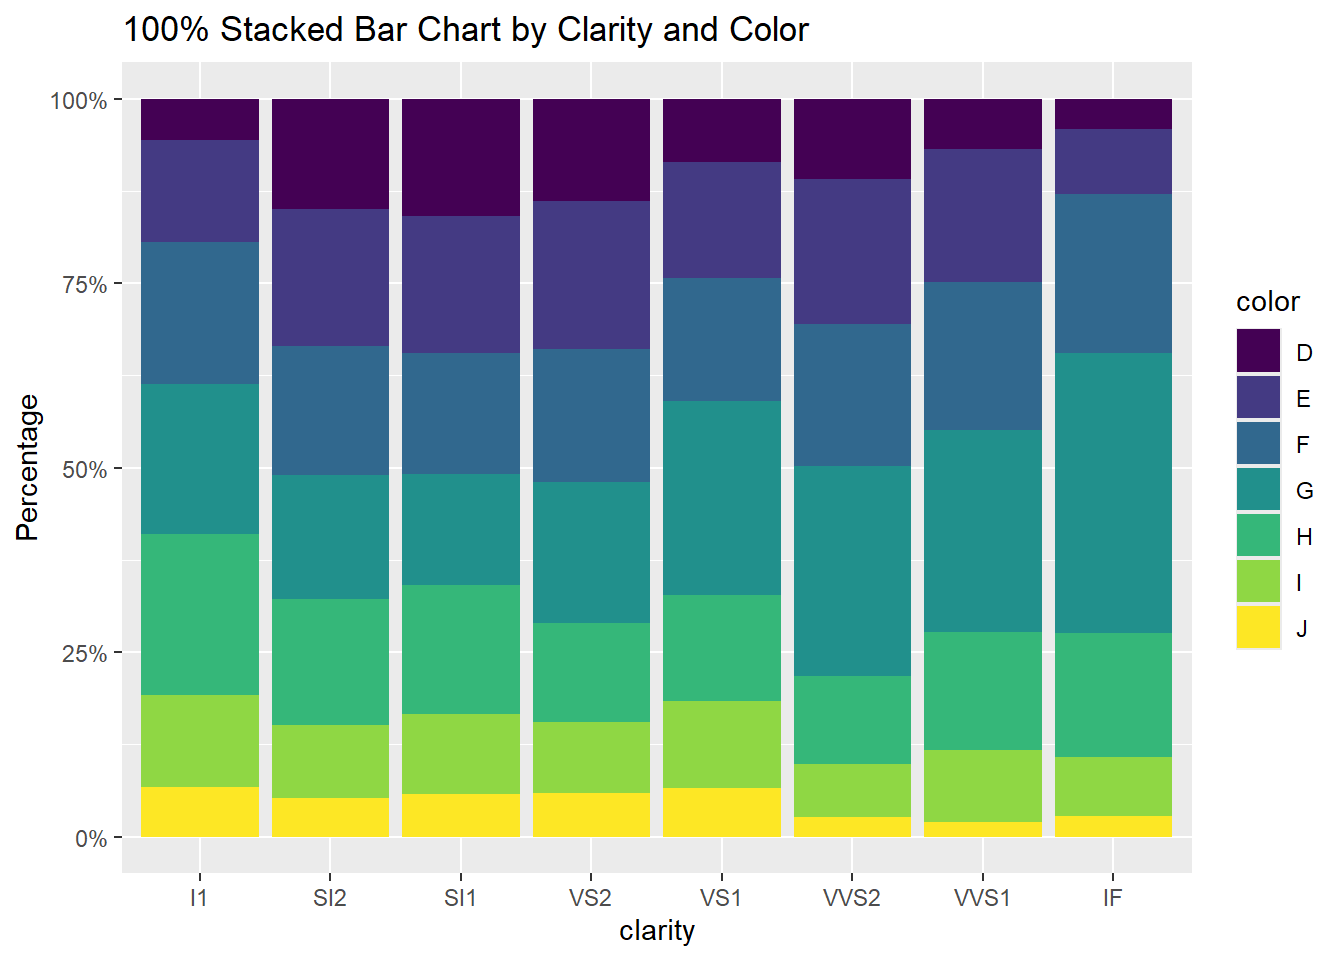 100% Stacked Bar Chart by Clarity and Color
100%
75%
50%
25%
0%
Percentage
I1
SI2
SI1
VS2
VS1
VVS2
VVS1
IF
clarity
color
D
E
F
G
H
I
J